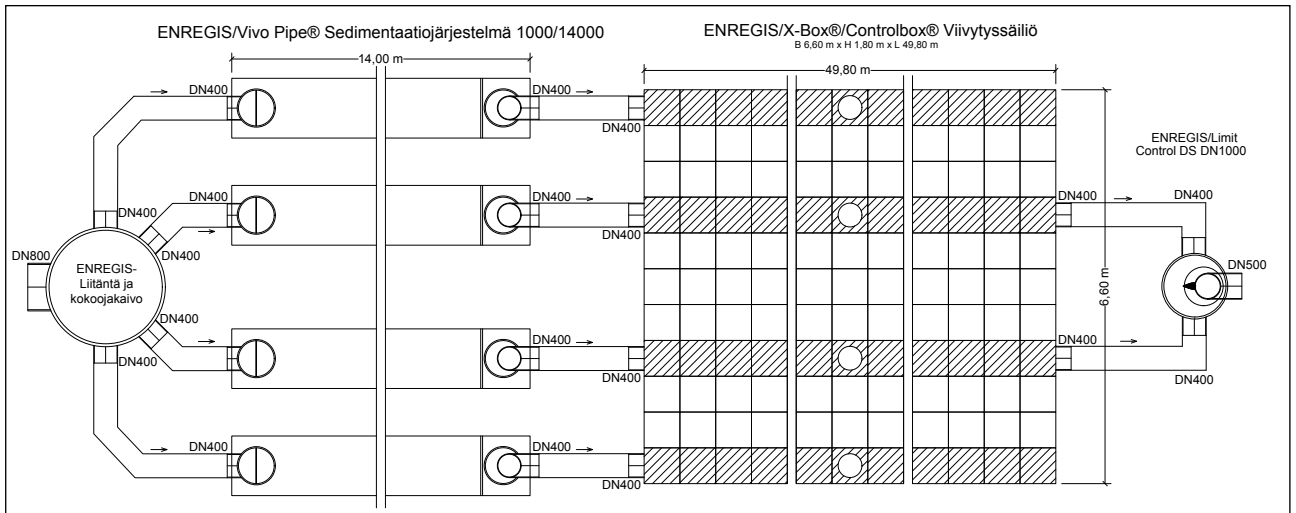 ENREGIS/Vivo Pipe® Sedimentaatiojärjestelmä 1000/14000
ENREGIS/X-Box®/Controlbox® Viivytyssäiliö
B 6,60 m x H 1,80 m x L 49,80 m
14,00 m
49,80 m
DN400
DN400
DN400
ENREGIS/Limit
Control DS DN1000
DN400
DN400
DN400
DN400
DN400
DN400
DN400
DN400
DN400
DN800
ENREGIS-
Liitäntä ja
kokoojakaivo
DN500
6,60 m
DN400
DN400
DN400
DN400
DN400
DN400
DN400
DN400
DN400
DN400
DN400